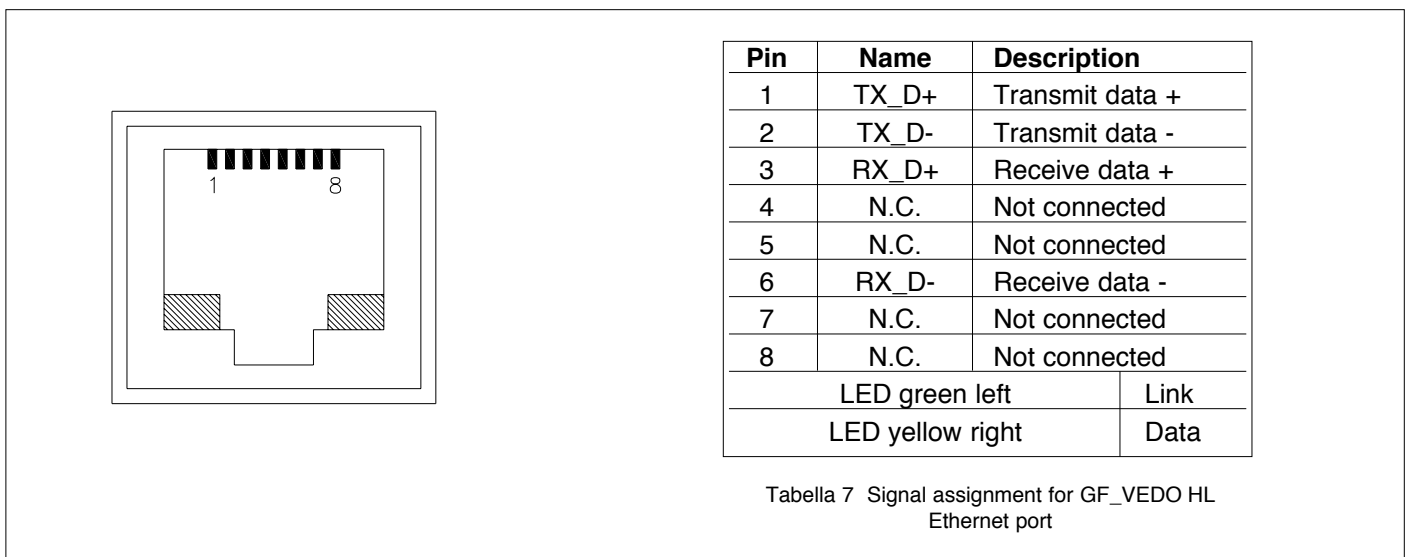 1 8
Pin Name Description
1 TX_D+ Transmit data +
2 TX_D- Transmit data -
3 RX_D+ Receive data +
4 N.C. Not connected
5 N.C. Not connected
6 RX_D- Receive data -
7 N.C. Not connected
8 N.C. Not connected
LED green left Link
LED yellow right Data
Tabella 7 Signal assignment for GF_VEDO HL
Ethernet port